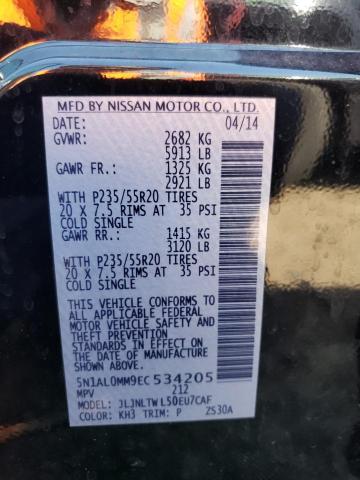 MFD BY NISSAN MOTOR CO., LTD.
DATE: 04/14
GVWR: 2682 KG
5913 LB
GAWR FR.: 1325 KG
2921 LB
WITH P235/55R20 TIRES
20 X 7.5 RIMS AT 35 PSI
COLD SINGLE
GAWR RR.: 1415 KG
3120 LB
WITH P235/55R20 TIRES
20 X 7.5 RIMS AT 35 PSI
COLD SINGLE
THIS VEHICLE CONFORMS TO
ALL APPLICABLE FEDERAL
MOTOR VEHICLE SAFETY
AND THEFT PREVENTION
STANDARDS IN EFFECT ON
THE DATE OF MANUFACTURE
SHOWN ABOVE.
5N1AL0MM9EC534205
MPV 212
MODEL: JLJNLTWL50EU7CAF
COLOR: KH3 TRIM: P ZS30A